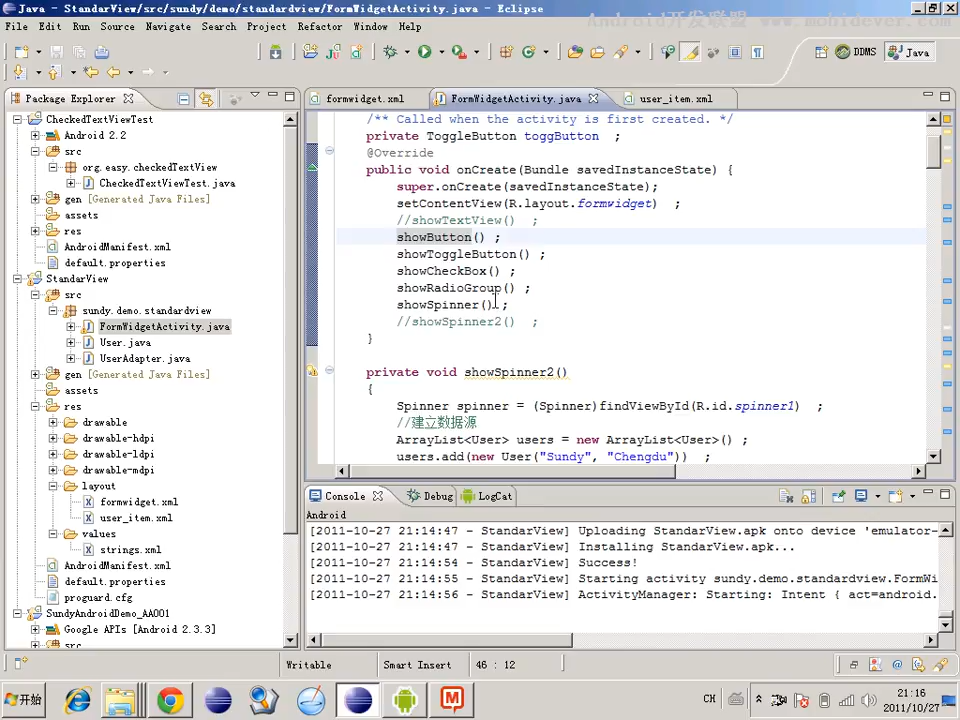 Java - StandarView/src/sundy/demo/standardview/FormWidgetActivity.java - Eclipse
Android开发联盟 www.mobidever.com
File Edit Run Source Navigate Search Project Refactor Window Help
DDMS Java
Package Explorer
CheckedTextViewTest
Android 2.2
src
org.easy.checkedTextView
CheckedTextViewTest.java
gen [Generated Java Files]
assets
res
AndroidManifest.xml
default.properties
StandarView
src
sundy.demo.standardview
FormWidgetActivity.java
User.java
UserAdapter.java
gen [Generated Java Files]
assets
res
drawable
drawable-hdpi
drawable-ldpi
drawable-mdpi
layout
formwidget.xml
user_item.xml
values
strings.xml
AndroidManifest.xml
default.properties
proguard.cfg
SundyAndroidDemo_AA001
Google APIs [Android 2.3.3]
src
formwidget.xml FormWidgetActivity.java user_item.xml
/** Called when the activity is first created. */
private ToggleButton toggButton ;
@Override
public void onCreate(Bundle savedInstanceState) {
super.onCreate(savedInstanceState);
setContentView(R.layout.formwidget) ;
//showTextView() ;
showButton() ;
showToggleButton() ;
showCheckBox() ;
showRadioGroup() ;
showSpinner() ;
//showSpinner2() ;
}
private void showSpinner2()
{
Spinner spinner = (Spinner)findViewById(R.id.spinner1) ;
//建立数据源
ArrayList<User> users = new ArrayList<User>() ;
users.add(new User("Sundy", "Chengdu")) ;
Console Debug LogCat
Android
[2011-10-27 21:14:47 - StandarView] Uploading StandarView.apk onto device 'emulator-
[2011-10-27 21:14:47 - StandarView] Installing StandarView.apk...
[2011-10-27 21:14:54 - StandarView] Success!
[2011-10-27 21:14:55 - StandarView] Starting activity sundy.demo.standardview.FormWi
[2011-10-27 21:14:56 - StandarView] ActivityManager: Starting: Intent { act=android.
Writable Smart Insert 46 : 12
开始 CH 21:16
2011/10/27